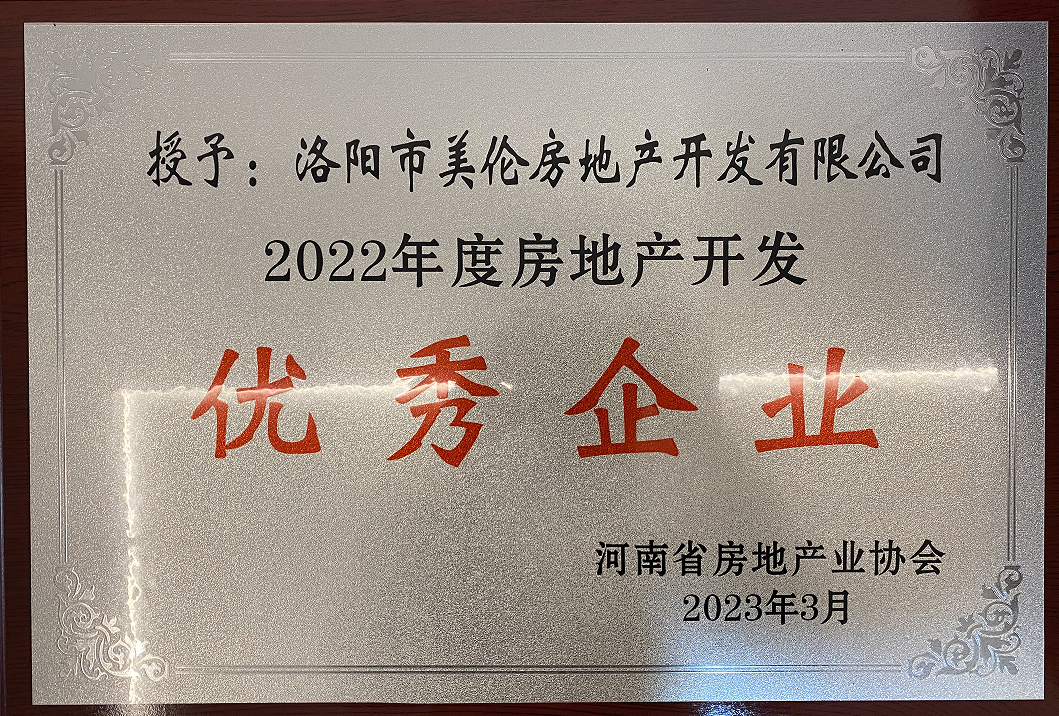 授予：洛阳市美伦房地产开发有限公司
2022年度房地产开发
优秀企业
河南省房地产业协会
2023年3月